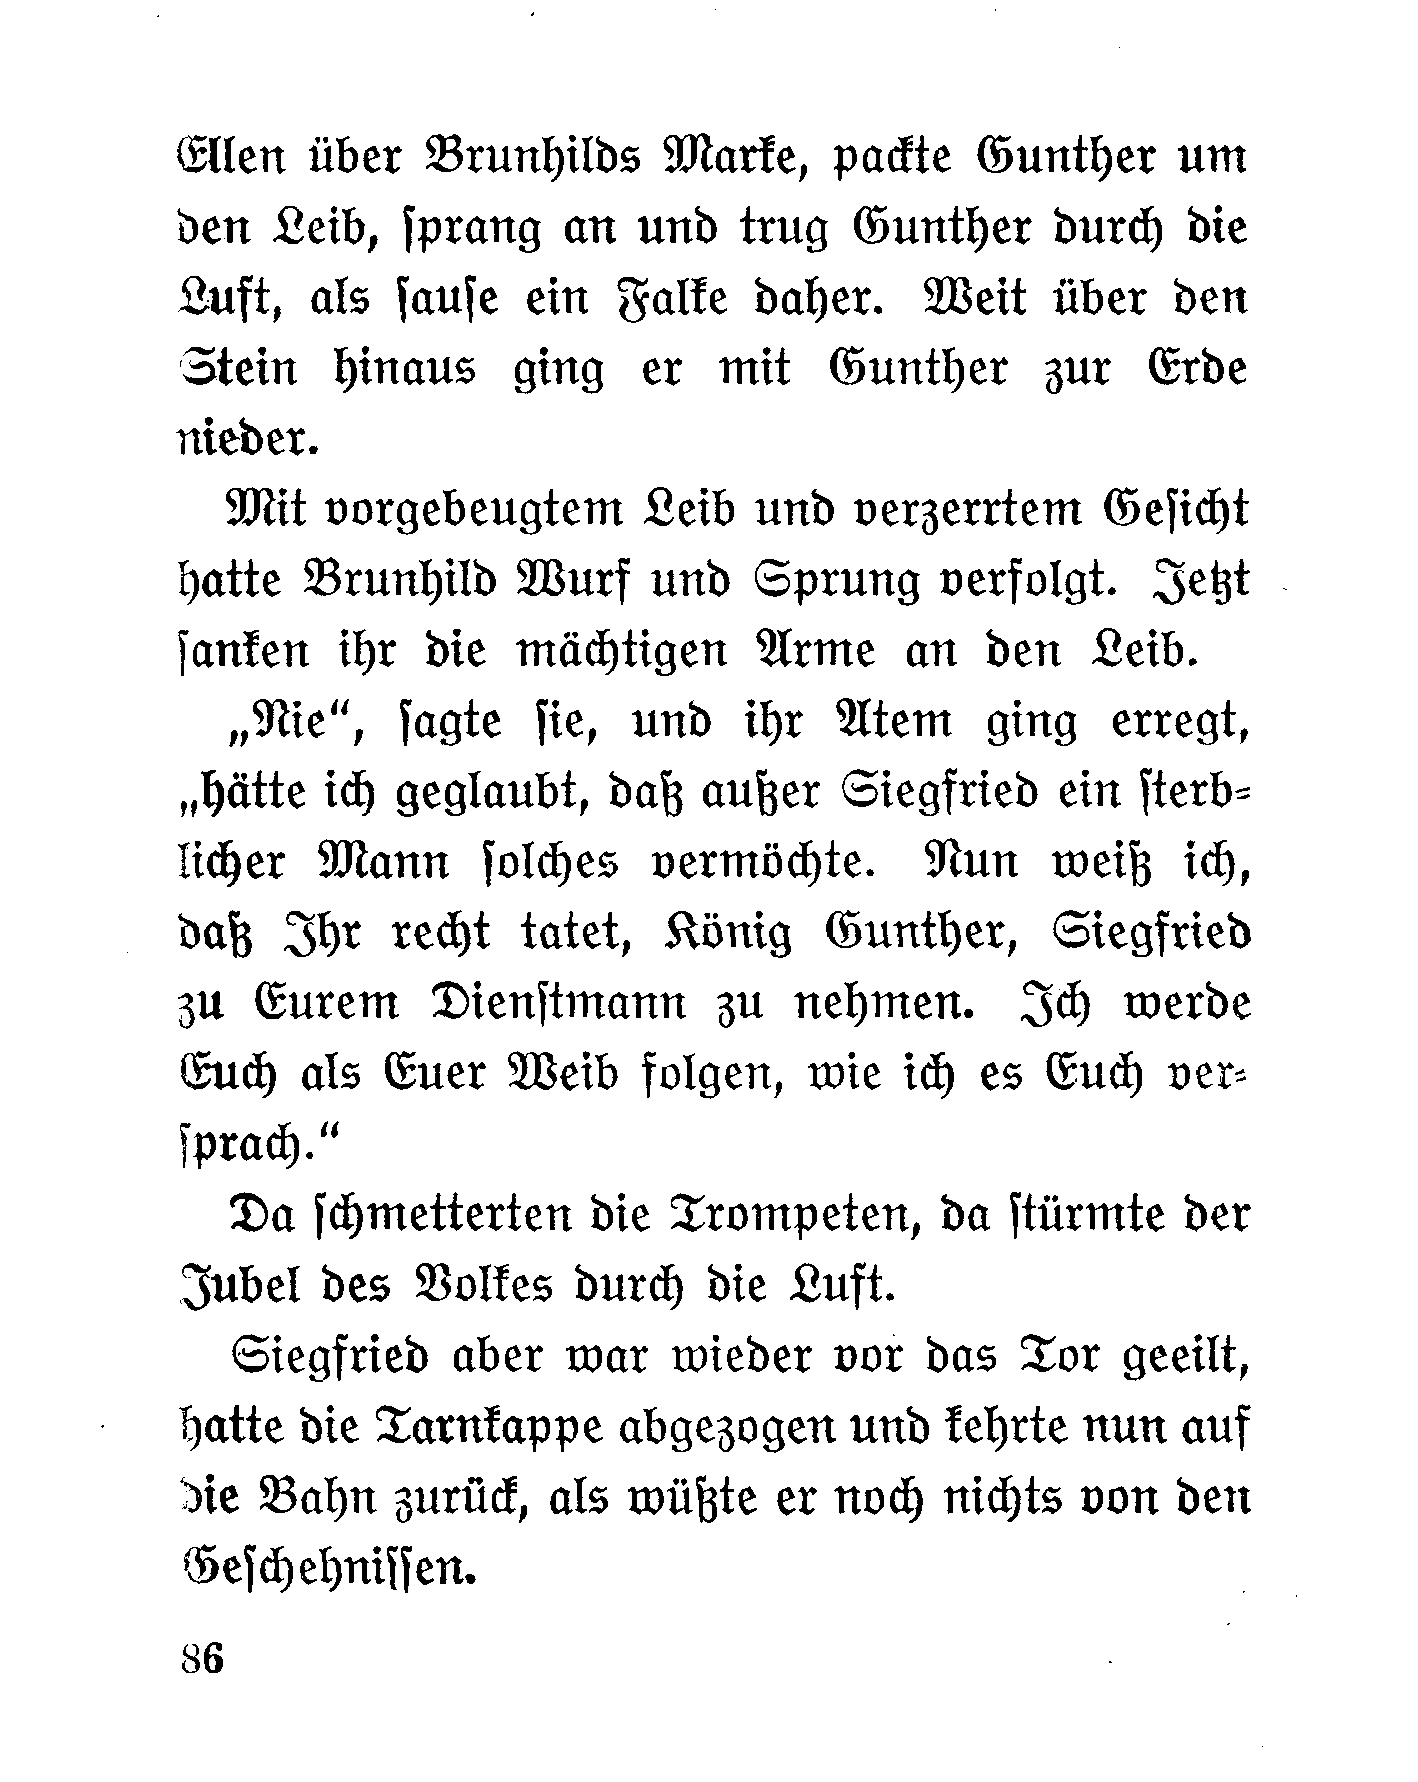 Ellen über Brunhilds Marke, packte Gunther um
den Leib, ſprang an und trug Gunther durch die
Luft, als ſauſe ein Falke daher. Weit über den
Stein hinaus ging er mit Gunther zur Erde
nieder.
Mit vorgebeugtem Leib und verzerrtem Geſicht
hatte Brunhild Wurf und Sprung verfolgt. Jetzt
ſanken ihr die mächtigen Arme an den Leib.
„Nie“, ſagte ſie, und ihr Atem ging erregt,
„hätte ich geglaubt, daß außer Siegfried ein ſterb-
licher Mann ſolches vermöchte. Nun weiß ich,
daß Ihr recht tatet, König Gunther, Siegfried
zu Eurem Dienſtmann zu nehmen. Ich werde
Euch als Euer Weib folgen, wie ich es Euch ver-
ſprach.“
Da ſchmetterten die Trompeten, da ſtürmte der
Jubel des Volkes durch die Luft.
Siegfried aber war wieder vor das Tor geeilt,
hatte die Tarnkappe abgezogen und kehrte nun auf
die Bahn zurück, als wüßte er noch nichts von den
Geſchehniſſen.
86